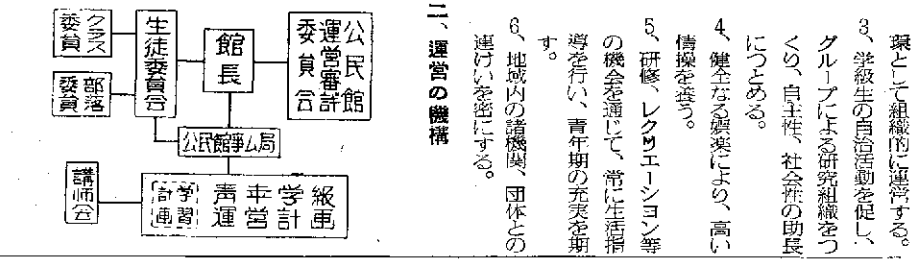 環として組織的に運営する。
3、学級生の自治活動を促し、
グループによる研究組織をつ
くり、自主性、社会性の助長
につとめる。
4、健全なる娯楽により、高い
情操を養う。
5、研修、レクリエーション等
の機会を通じて、常に生活指
導を行い、青年期の充実を期
す。
6、地域内の諸機関、団体との
連けいを密にする。
二、運営の機構
公民館
運営審計
委員会
館長
生徒委員会
クラス
委員
部落
委員
公民館事ム局
青年学級
運営計画
学習
計画
講師会